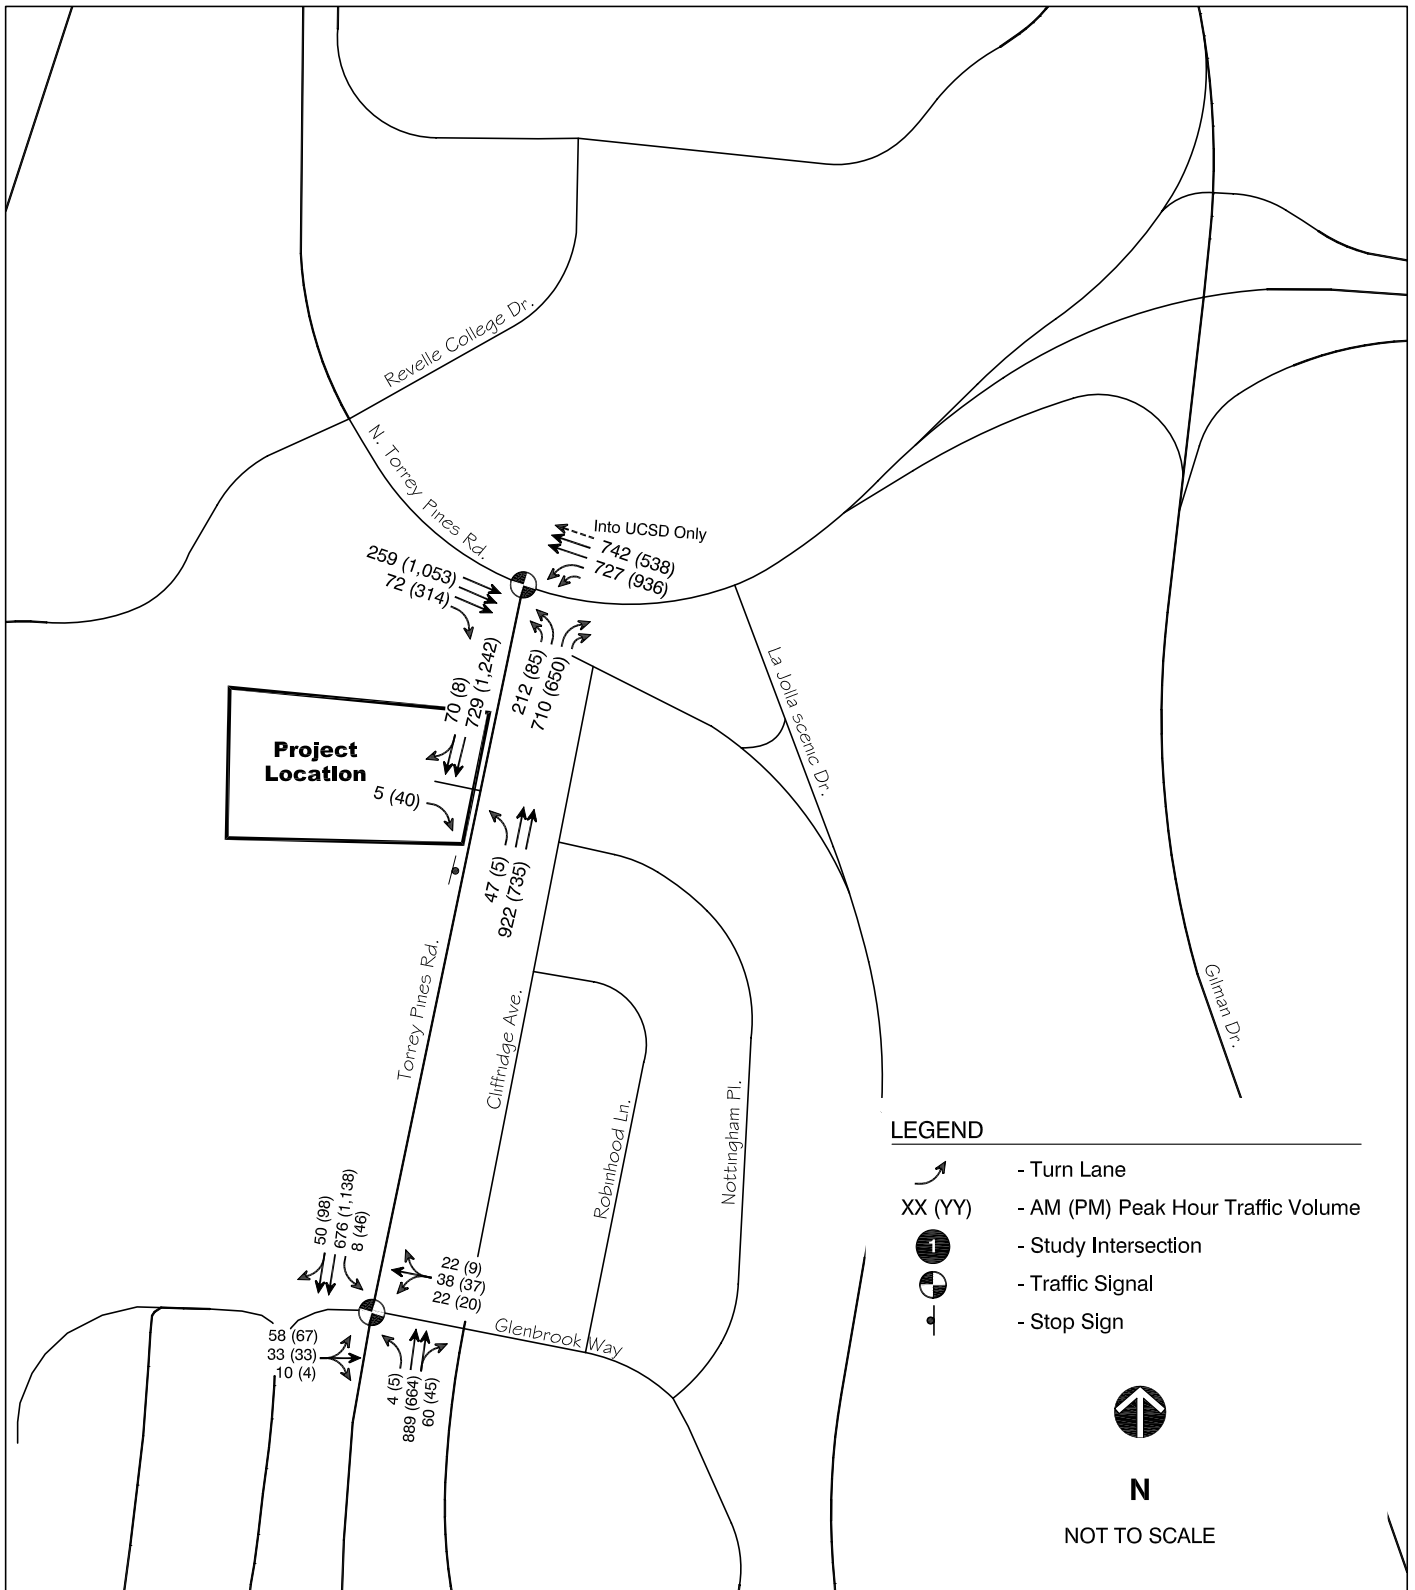 Revelle College Dr.
N. Torrey Pines Rd.
Into UCSD Only
742 (538)
727 (936)
259 (1,053)
72 (314)
212 (85)
710 (650)
70 (8)
729 (1,242)
La Jolla Scenic Dr.
Project
Location
5 (40)
47 (5)
922 (735)
Torrey Pines Rd.
Cliffridge Ave.
Gilman Dr.
Robinhood Ln.
Nottingham Pl.
50 (98)
676 (1,138)
8 (46)
22 (9)
38 (37)
22 (20)
Glenbrook Way
58 (67)
33 (33)
10 (4)
4 (5)
889 (664)
60 (45)
LEGEND
- Turn Lane
XX (YY) - AM (PM) Peak Hour Traffic Volume
1 - Study Intersection
- Traffic Signal
- Stop Sign
N
NOT TO SCALE